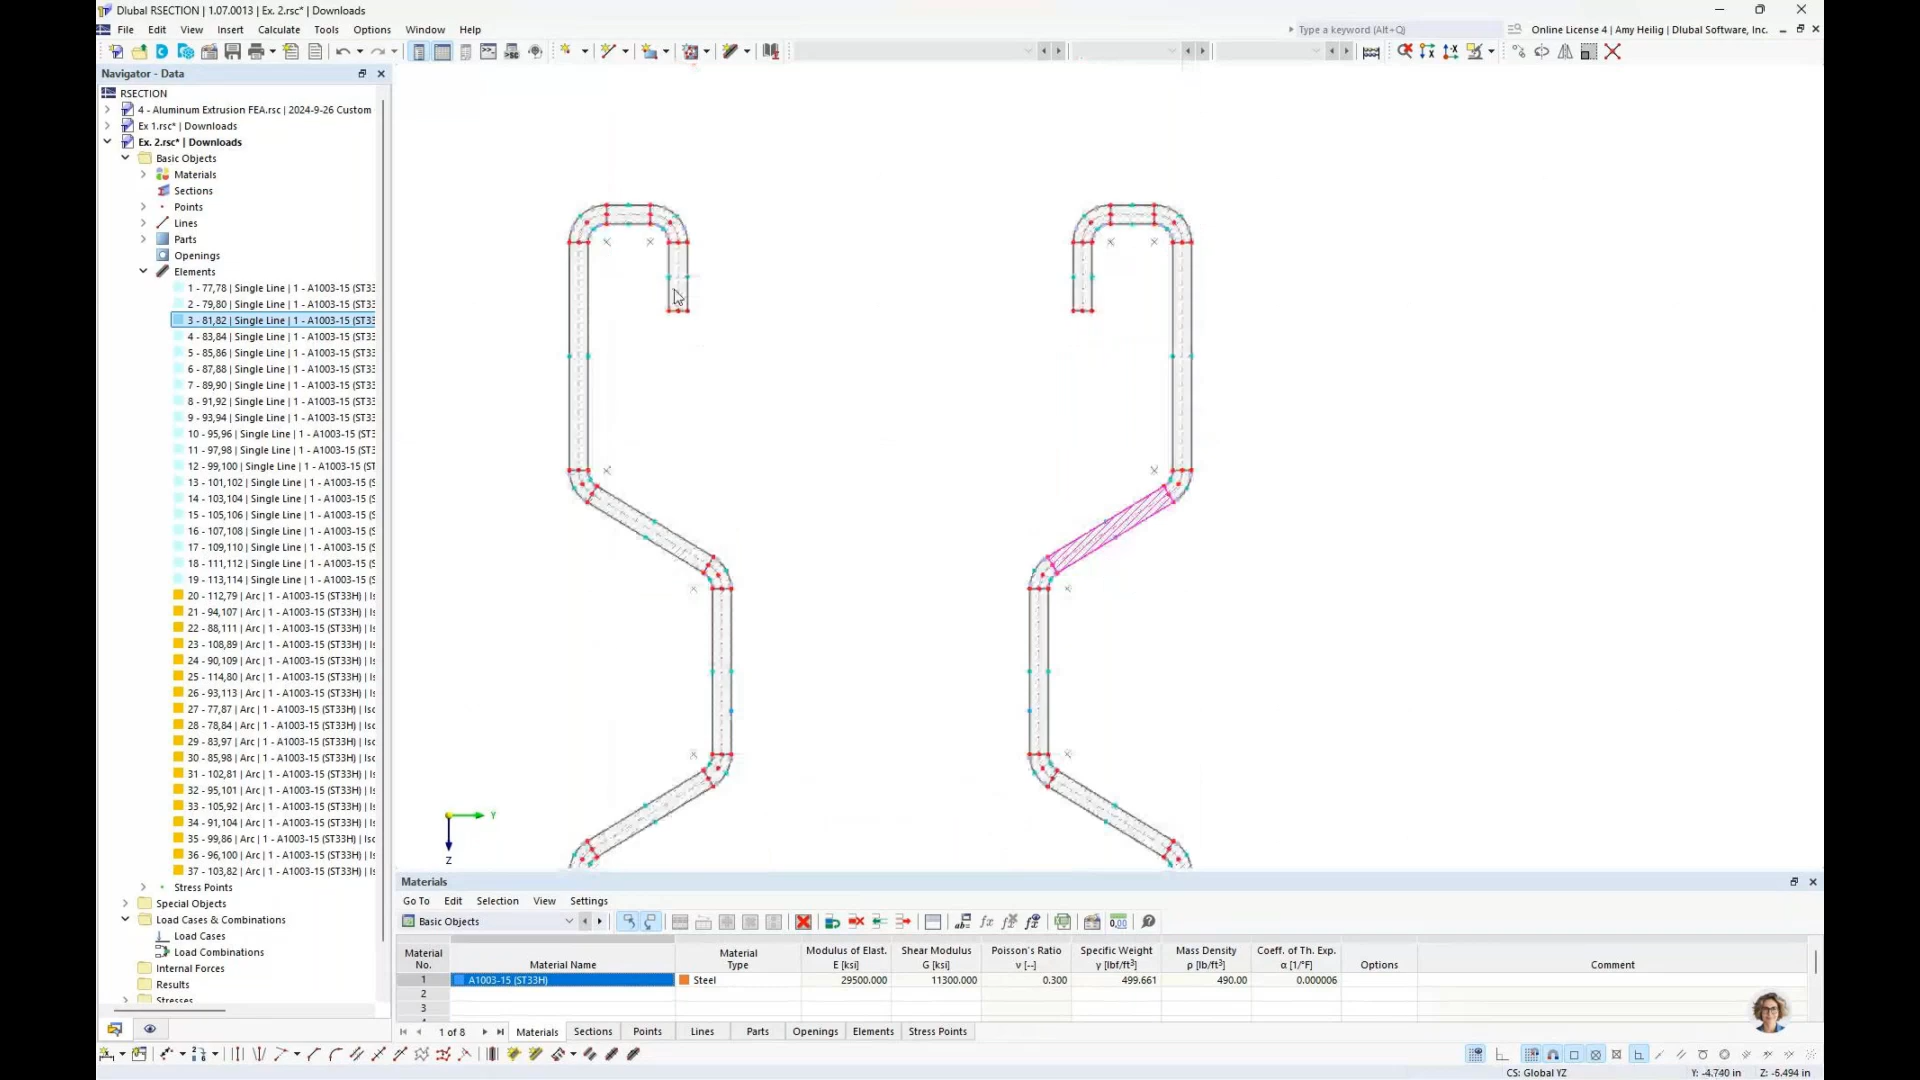 Dlubal RSECTION | 1.07.0013 | Ex. 2.rsc* | Downloads
File Edit View Insert Calculate Tools Options Window Help
Type a keyword (Alt+Q)
Online License 4 | Amy Heilig | Dlubal Software, Inc.
Navigator - Data
RSECTION
4 - Aluminum Extrusion FEA.rsc | 2024-9-26 Custom
Ex 1.rsc* | Downloads
Ex. 2.rsc* | Downloads
Basic Objects
Materials
Sections
Points
Lines
Parts
Openings
Elements
1 - 77,78 | Single Line | 1 - A1003-15 (ST33
2 - 79,80 | Single Line | 1 - A1003-15 (ST33
3 - 81,82 | Single Line | 1 - A1003-15 (ST33
4 - 83,84 | Single Line | 1 - A1003-15 (ST33
5 - 85,86 | Single Line | 1 - A1003-15 (ST33
6 - 87,88 | Single Line | 1 - A1003-15 (ST33
7 - 89,90 | Single Line | 1 - A1003-15 (ST33
8 - 91,92 | Single Line | 1 - A1003-15 (ST33
9 - 93,94 | Single Line | 1 - A1003-15 (ST33
10 - 95,96 | Single Line | 1 - A1003-15 (ST3
11 - 97,98 | Single Line | 1 - A1003-15 (ST3
12 - 99,100 | Single Line | 1 - A1003-15 (ST
13 - 101,102 | Single Line | 1 - A1003-15 (S
14 - 103,104 | Single Line | 1 - A1003-15 (S
15 - 105,106 | Single Line | 1 - A1003-15 (S
16 - 107,108 | Single Line | 1 - A1003-15 (S
17 - 109,110 | Single Line | 1 - A1003-15 (S
18 - 111,112 | Single Line | 1 - A1003-15 (S
19 - 113,114 | Single Line | 1 - A1003-15 (S
20 - 112,79 | Arc | 1 - A1003-15 (ST33H) | Is
21 - 94,107 | Arc | 1 - A1003-15 (ST33H) | Is
22 - 88,111 | Arc | 1 - A1003-15 (ST33H) | Is
23 - 108,89 | Arc | 1 - A1003-15 (ST33H) | Is
24 - 90,109 | Arc | 1 - A1003-15 (ST33H) | Is
25 - 114,80 | Arc | 1 - A1003-15 (ST33H) | Is
26 - 93,113 | Arc | 1 - A1003-15 (ST33H) | Is
27 - 77,87 | Arc | 1 - A1003-15 (ST33H) | Isc
28 - 78,84 | Arc | 1 - A1003-15 (ST33H) | Isc
29 - 83,97 | Arc | 1 - A1003-15 (ST33H) | Isc
30 - 85,98 | Arc | 1 - A1003-15 (ST33H) | Isc
31 - 102,81 | Arc | 1 - A1003-15 (ST33H) | Is
32 - 95,101 | Arc | 1 - A1003-15 (ST33H) | Is
33 - 105,92 | Arc | 1 - A1003-15 (ST33H) | Is
34 - 91,104 | Arc | 1 - A1003-15 (ST33H) | Is
35 - 99,86 | Arc | 1 - A1003-15 (ST33H) | Isc
36 - 96,100 | Arc | 1 - A1003-15 (ST33H) | Is
37 - 103,82 | Arc | 1 - A1003-15 (ST33H) | Is
Stress Points
Special Objects
Load Cases & Combinations
Load Cases
Load Combinations
Internal Forces
Results
Stresses
Y
Z
Materials
Go To Edit Selection View Settings
Basic Objects
Material No. Material Name Material Type Modulus of Elast. E [ksi] Shear Modulus G [ksi] Poisson's Ratio ν [--] Specific Weight γ [lbf/ft³] Mass Density ρ [lb/ft³] Coeff. of Th. Exp. α [1/°F] Options Comment
1 A1003-15 (ST33H) Steel 29500.000 11300.000 0.300 499.661 490.00 0.000006
2
3
1 of 8 Materials Sections Points Lines Parts Openings Elements Stress Points
CS: Global YZ Y: -4.740 in Z: -5.494 in